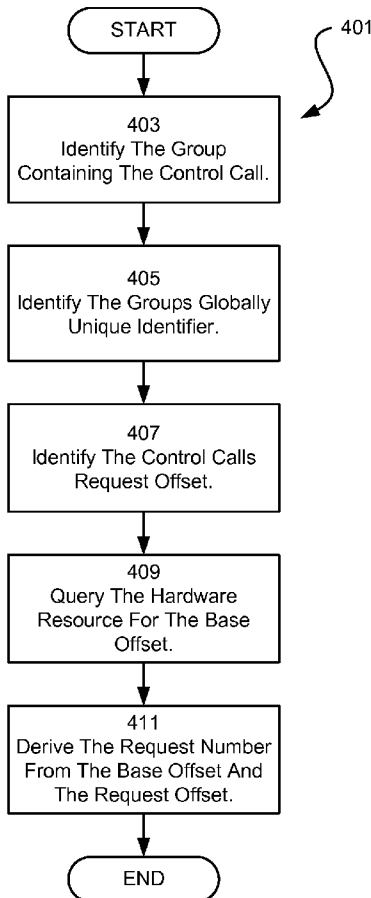 START
401
403
Identify The Group
Containing The Control Call.
405
Identify The Groups Globally
Unique Identifier.
407
Identify The Control Calls
Request Offset.
409
Query The Hardware
Resource For The Base
Offset.
411
Derive The Request Number
From The Base Offset And
The Request Offset.
END